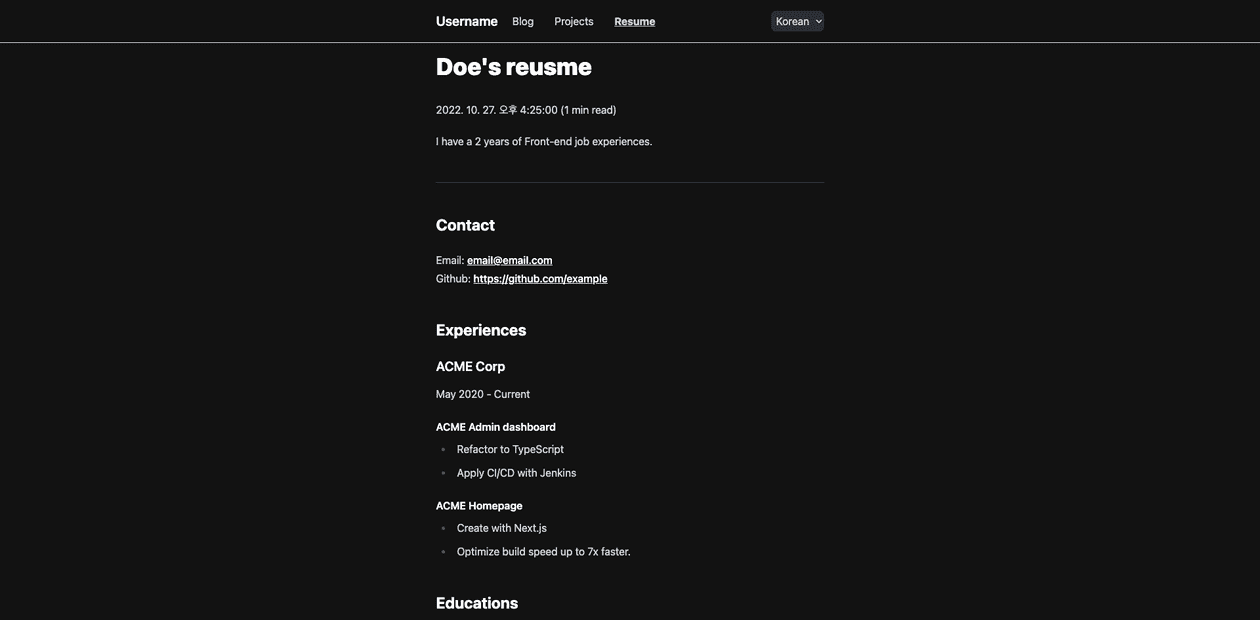 Username Blog Projects Resume Korean
Doe's reusme
2022. 10. 27. 오후 4:25:00 (1 min read)
I have a 2 years of Front-end job experiences.
Contact
Email: email@email.com
Github: https://github.com/example
Experiences
ACME Corp
May 2020 - Current
ACME Admin dashboard
Refactor to TypeScript
Apply CI/CD with Jenkins
ACME Homepage
Create with Next.js
Optimize build speed up to 7x faster.
Educations